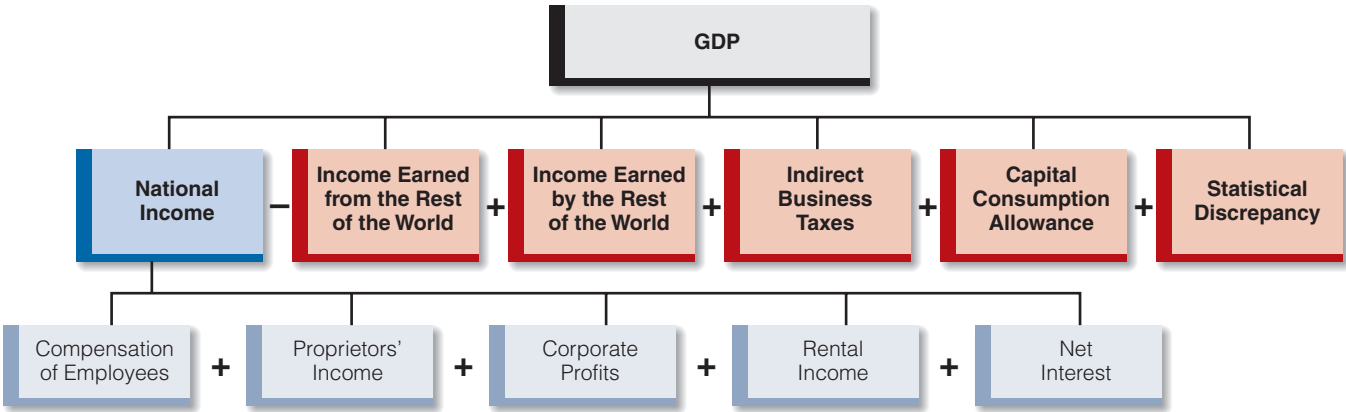 GDP
National
Income
–
Income Earned
from the Rest
of the World
+
Income Earned
by the Rest
of the World
+
Indirect
Business
Taxes
+
Capital
Consumption
Allowance
+
Statistical
Discrepancy
Compensation
of Employees
+
Proprietors'
Income
+
Corporate
Profits
+
Rental
Income
+
Net
Interest